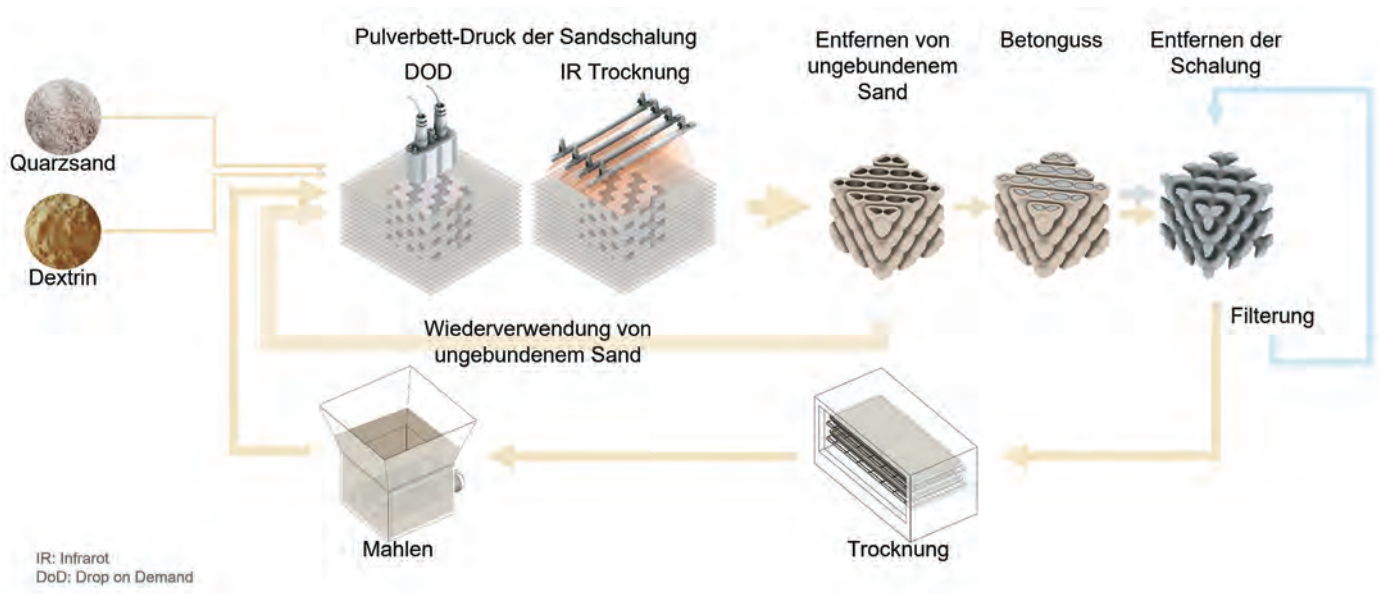 Pulverbett-Druck der Sandschalung
DOD
IR Trocknung
Entfernen von
ungebundenem
Sand
Betonguss
Entfernen der
Schalung
Quarzsand
Dextrin
Wiederverwendung von
ungebundenem Sand
Filterung
Mahlen
Trocknung
IR: Infrarot
DoD: Drop on Demand